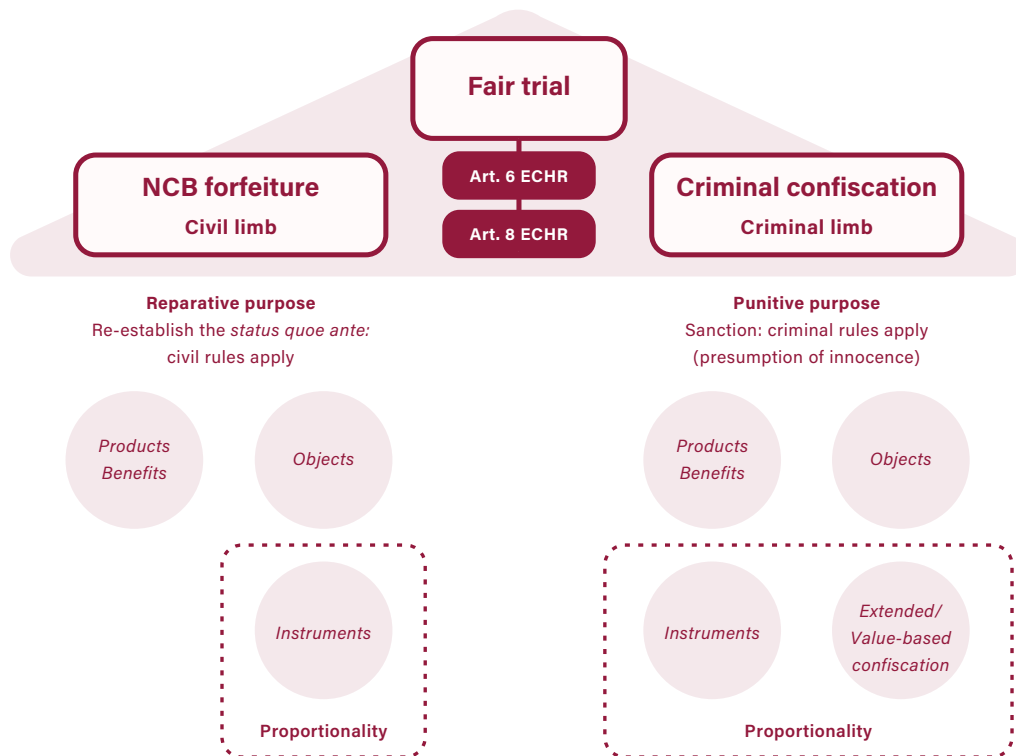 Fair trial
Art. 6 ECHR
Art. 8 ECHR
NCB forfeiture
Civil limb
Criminal confiscation
Criminal limb
Reparative purpose
Re-establish the status quoe ante:
civil rules apply
Products
Benefits
Objects
Instruments
Proportionality
Punitive purpose
Sanction: criminal rules apply
(presumption of innocence)
Products
Benefits
Objects
Instruments
Extended/
Value-based
confiscation
Proportionality